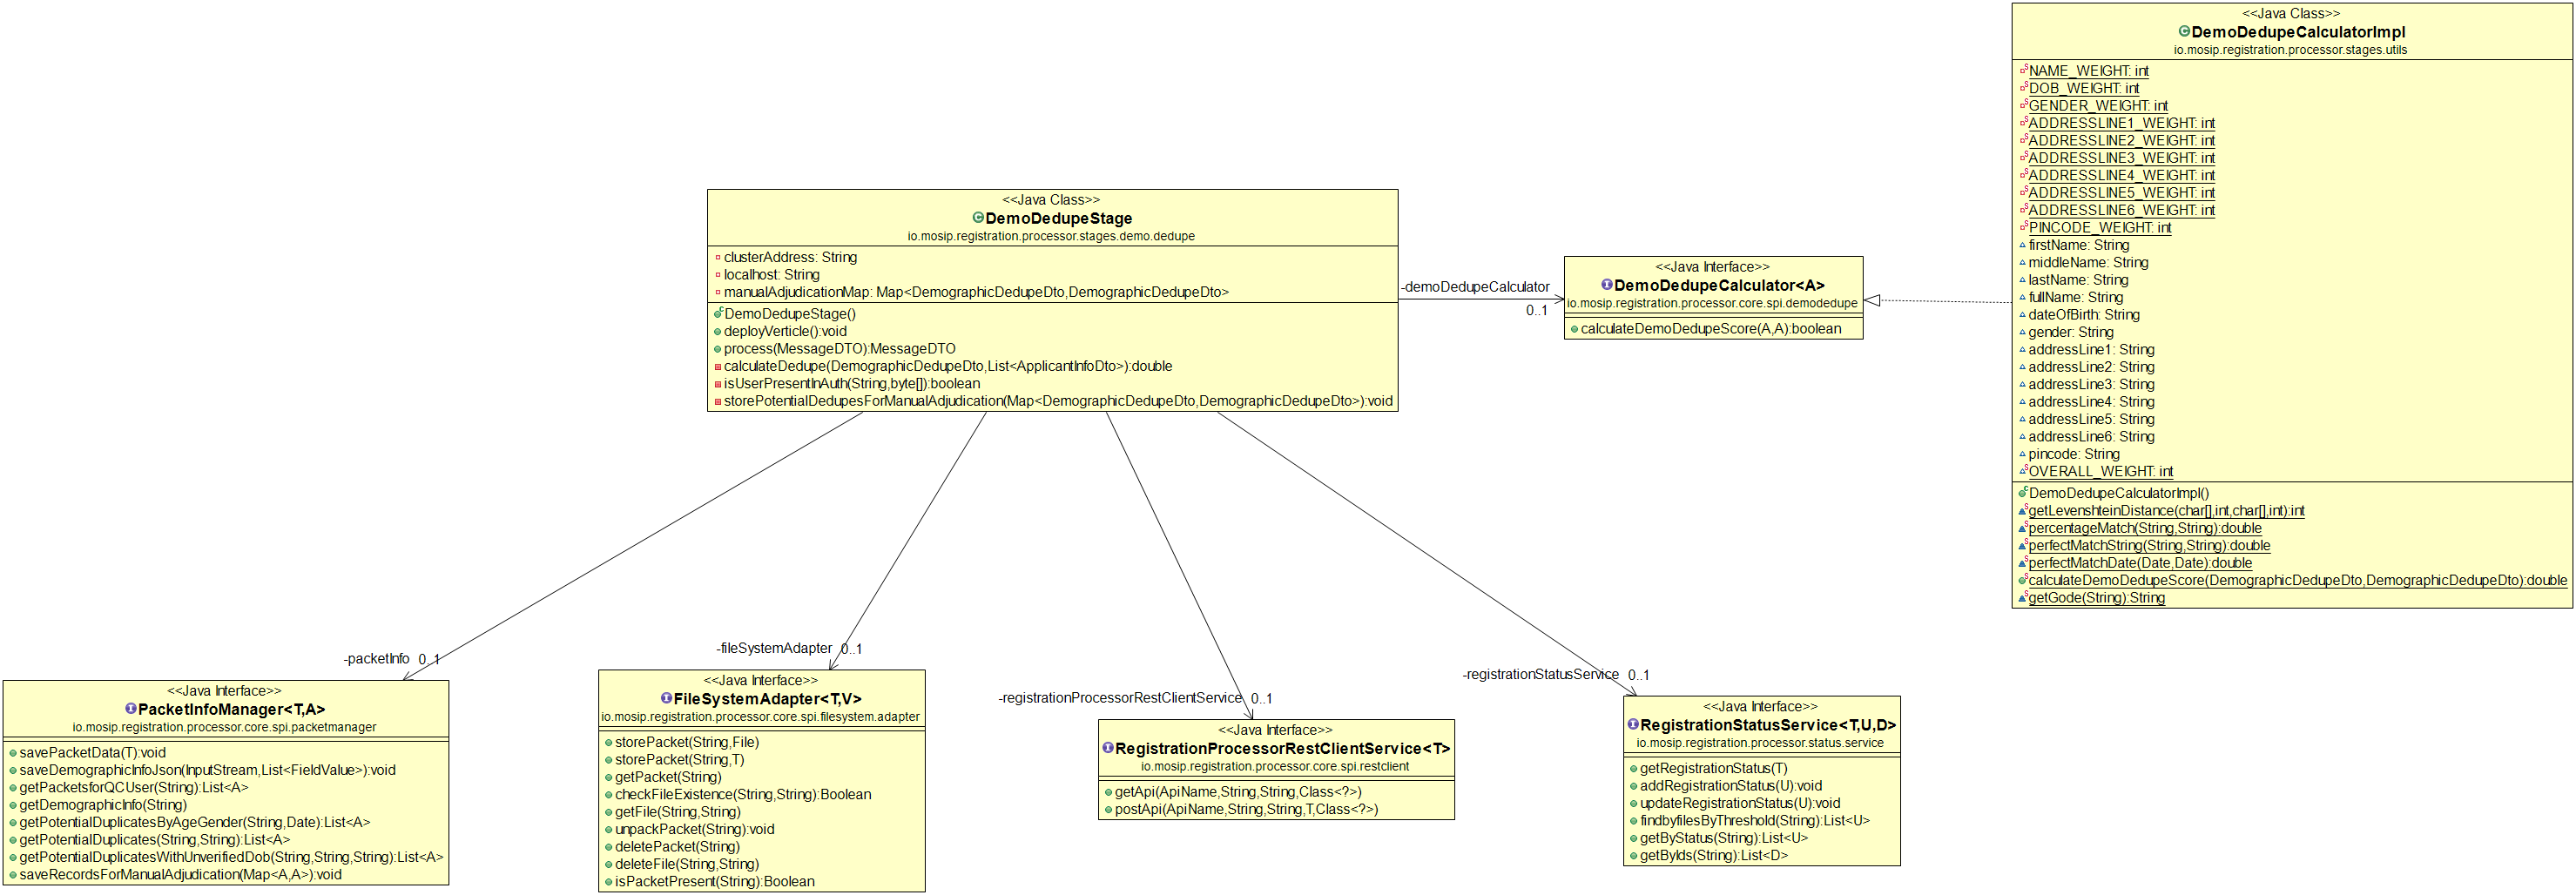 <<Java Class>>
DemoDedupeCalculatorImpl
io.mosip.registration.processor.stages.utils
NAME_WEIGHT: int
DOB_WEIGHT: int
GENDER_WEIGHT: int
ADDRESSLINE1_WEIGHT: int
ADDRESSLINE2_WEIGHT: int
ADDRESSLINE3_WEIGHT: int
ADDRESSLINE4_WEIGHT: int
ADDRESSLINE5_WEIGHT: int
ADDRESSLINE6_WEIGHT: int
PINCODE_WEIGHT: int
firstName: String
middleName: String
lastName: String
fullName: String
dateOfBirth: String
gender: String
addressLine1: String
addressLine2: String
addressLine3: String
addressLine4: String
addressLine5: String
addressLine6: String
pincode: String
OVERALL_WEIGHT: int
DemoDedupeCalculatorImpl()
getLevenshteinDistance(char[],int,char[],int):int
percentageMatch(String,String):double
perfectMatchString(String,String):double
perfectMatchDate(Date,Date):double
calculateDemoDedupeScore(DemographicDedupeDto,DemographicDedupeDto):double
getGode(String):String
<<Java Class>>
DemoDedupeStage
io.mosip.registration.processor.stages.demo.dedupe
clusterAddress: String
localhost: String
manualAdjudicationMap: Map<DemographicDedupeDto,DemographicDedupeDto>
DemoDedupeStage()
deployVerticle():void
process(MessageDTO):MessageDTO
calculateDedupe(DemographicDedupeDto,List<ApplicantInfoDto>):double
isUserPresentInAuth(String,byte[]):boolean
storePotentialDedupesForManualAdjudication(Map<DemographicDedupeDto,DemographicDedupeDto>):void
-demoDedupeCalculator
0..1
<<Java Interface>>
DemoDedupeCalculator<A>
io.mosip.registration.processor.core.spi.demodedupe
calculateDemoDedupeScore(A,A):boolean
-packetInfo 0..1
<<Java Interface>>
PacketInfoManager<T,A>
io.mosip.registration.processor.core.spi.packetmanager
savePacketData(T):void
saveDemographicInfoJson(InputStream,List<FieldValue>):void
getPacketsforQCUser(String):List<A>
getDemographicInfo(String)
getPotentialDuplicatesByAgeGender(String,Date):List<A>
getPotentialDuplicates(String,String):List<A>
getPotentialDuplicatesWithUnverifiedDob(String,String,String):List<A>
saveRecordsForManualAdjudication(Map<A,A>):void
-fileSystemAdapter 0..1
<<Java Interface>>
FileSystemAdapter<T,V>
io.mosip.registration.processor.core.spi.filesystem.adapter
storePacket(String,File)
storePacket(String,T)
getPacket(String)
checkFileExistence(String,String):Boolean
getFile(String,String)
unpackPacket(String):void
deletePacket(String)
deleteFile(String,String)
isPacketPresent(String):Boolean
-registrationProcessorRestClientService 0..1
<<Java Interface>>
RegistrationProcessorRestClientService<T>
io.mosip.registration.processor.core.spi.restclient
getApi(ApiName,String,String,Class<?>)
postApi(ApiName,String,String,T,Class<?>)
-registrationStatusService 0..1
<<Java Interface>>
RegistrationStatusService<T,U,D>
io.mosip.registration.processor.status.service
getRegistrationStatus(T)
addRegistrationStatus(U):void
updateRegistrationStatus(U):void
findbyfilesByThreshold(String):List<U>
getByStatus(String):List<U>
getByIds(String):List<D>